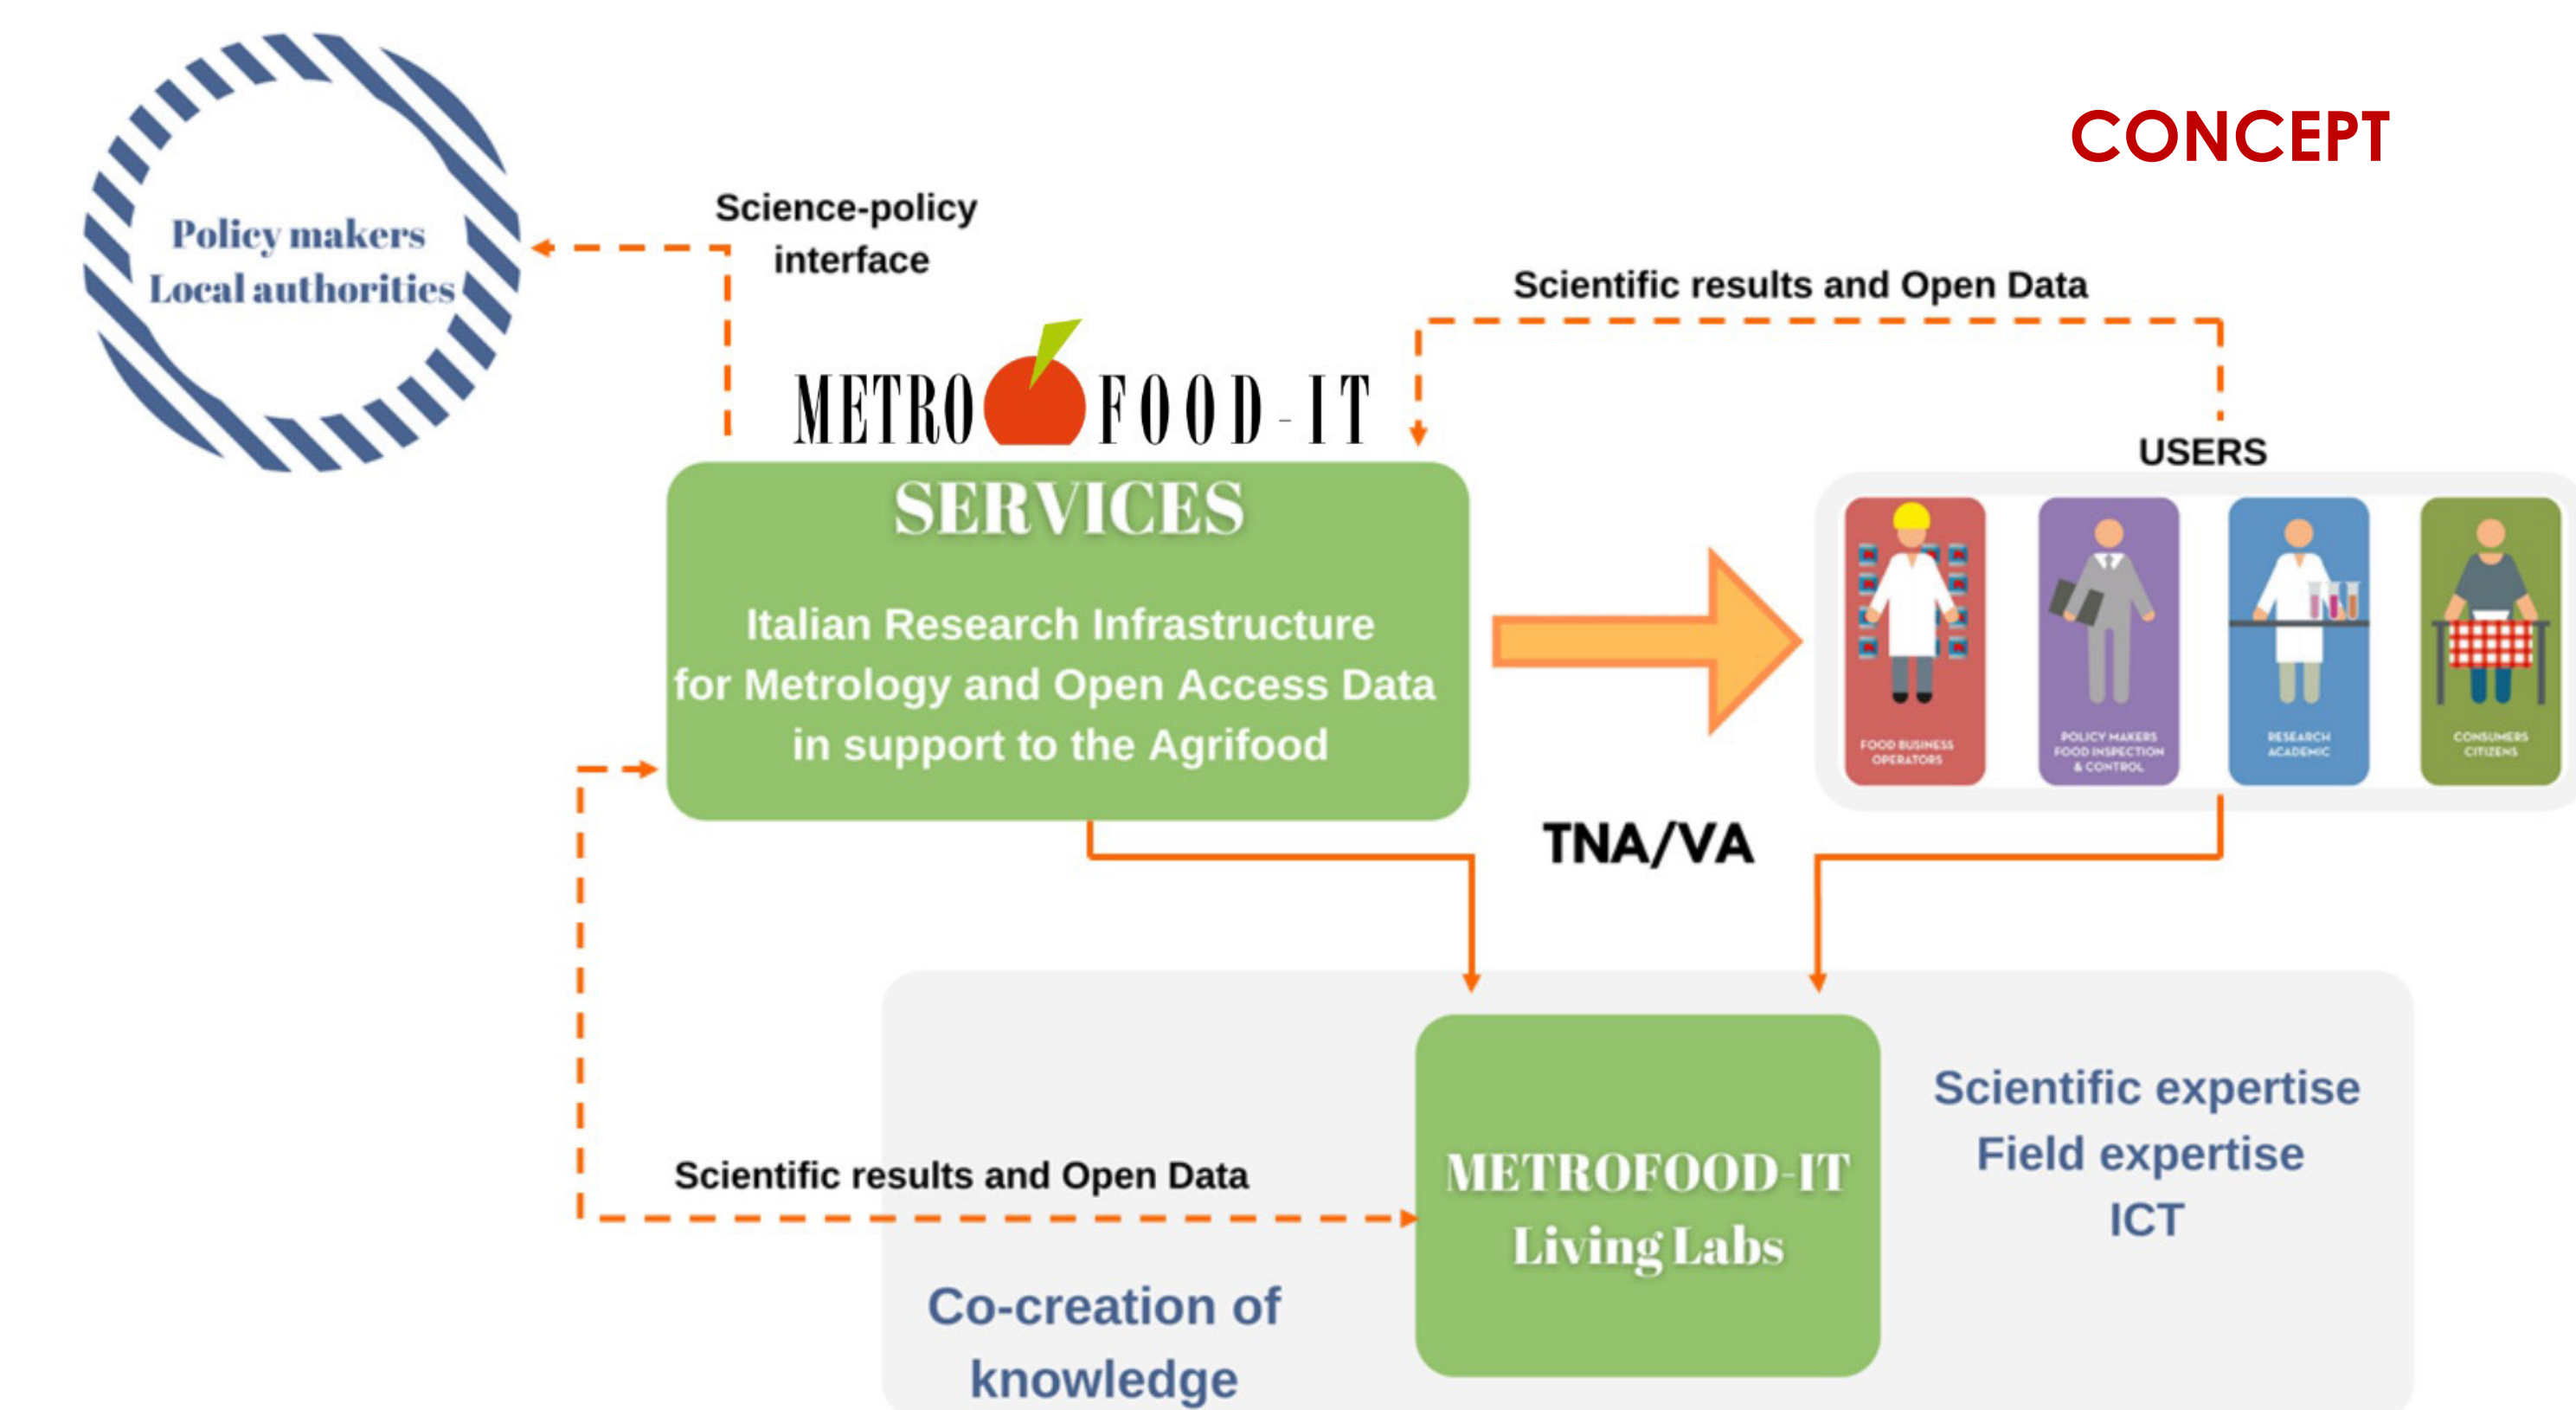 CONCEPT
Policy makers
Local authorities
Science-policy
interface
Scientific results and Open Data
METRO FOOD-IT
USERS
SERVICES
Italian Research Infrastructure
for Metrology and Open Access Data
in support to the Agrifood
FOOD BUSINESS
OPERATORS
POLICY MAKERS
FOOD INSPECTION
& CONTROL
RESEARCH
ACADEMIC
CONSUMERS
CITIZENS
TNA/VA
Scientific results and Open Data
METROFOOD-IT
Living Labs
Scientific expertise
Field expertise
ICT
Co-creation of
knowledge